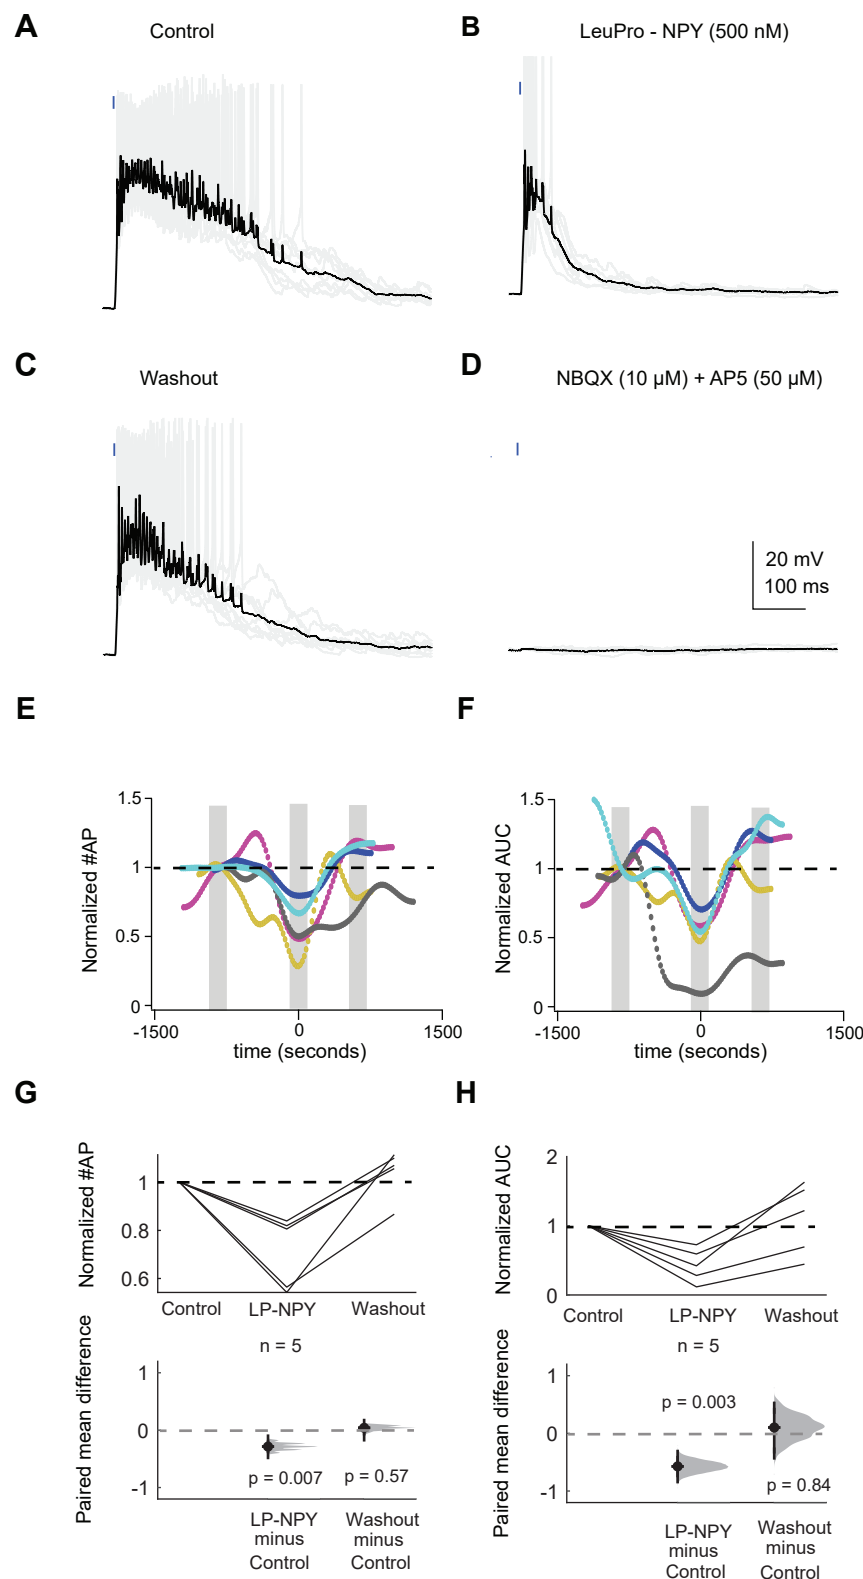 A
Control
B
LeuPro - NPY (500 nM)
C
Washout
D
NBQX (10 µM) + AP5 (50 µM)
20 mV
100 ms
E
Normalized #AP
1.5
1
0.5
0
-1500
0
1500
time (seconds)
F
Normalized AUC
1.5
1
0.5
0
-1500
0
1500
time (seconds)
G
Normalized #AP
1
0.8
0.6
Control
LP-NPY
Washout
n = 5
Paired mean difference
1
0
-1
p = 0.007
p = 0.57
LP-NPY
minus
Control
Washout
minus
Control
H
Normalized AUC
2
1
0
Control
LP-NPY
Washout
n = 5
Paired mean difference
1
0
-1
p = 0.003
p = 0.84
LP-NPY
minus
Control
Washout
minus
Control